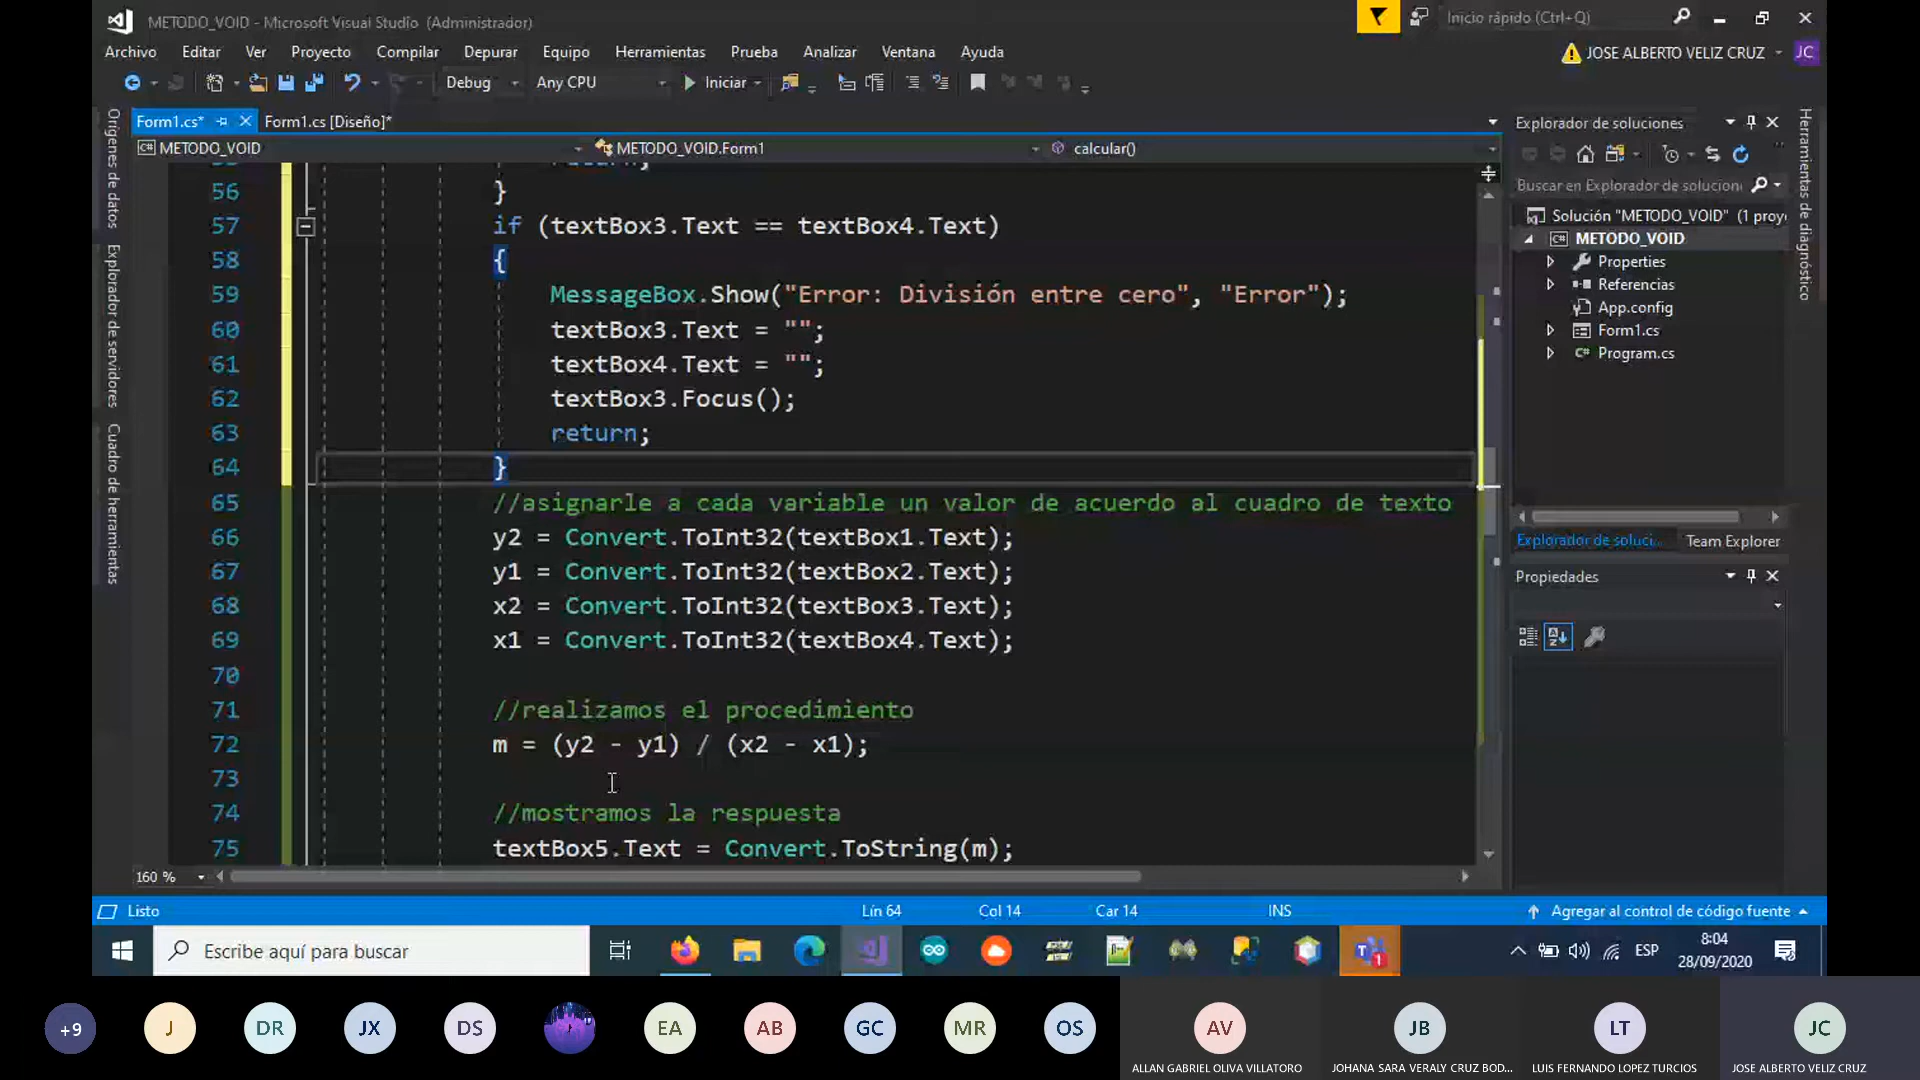 METODO_VOID - Microsoft Visual Studio (Administrador)
Inicio rápido (Ctrl+Q)
Archivo Editar Ver Proyecto Compilar Depurar Equipo Herramientas Prueba Analizar Ventana Ayuda
JOSE ALBERTO VELIZ CRUZ JC
Debug Any CPU Iniciar
Orígenes de datos
Explorador de servidores
Cuadro de herramientas
Form1.cs* Form1.cs [Diseño]*
METODO_VOID METODO_VOID.Form1 calcular()
56 }
57 if (textBox3.Text == textBox4.Text)
58 {
59 MessageBox.Show("Error: División entre cero", "Error");
60 textBox3.Text = "";
61 textBox4.Text = "";
62 textBox3.Focus();
63 return;
64 }
65 //asignarle a cada variable un valor de acuerdo al cuadro de texto
66 y2 = Convert.ToInt32(textBox1.Text);
67 y1 = Convert.ToInt32(textBox2.Text);
68 x2 = Convert.ToInt32(textBox3.Text);
69 x1 = Convert.ToInt32(textBox4.Text);
70
71 //realizamos el procedimiento
72 m = (y2 - y1) / (x2 - x1);
73
74 //mostramos la respuesta
75 textBox5.Text = Convert.ToString(m);
160 %
Explorador de soluciones
Buscar en Explorador de solucion
Solución "METODO_VOID" (1 proye
METODO_VOID
Properties
Referencias
App.config
Form1.cs
Program.cs
Explorador de soluci... Team Explorer
Propiedades
Herramientas de diagnóstico
Listo Lín 64 Col 14 Car 14 INS Agregar al control de código fuente
Escribe aquí para buscar
1
ESP
8:04
28/09/2020
+9 J DR JX DS EA AB GC MR OS AV JB LT JC
ALLAN GABRIEL OLIVA VILLATORO JOHANA SARA VERALY CRUZ BOD... LUIS FERNANDO LOPEZ TURCIOS JOSE ALBERTO VELIZ CRUZ